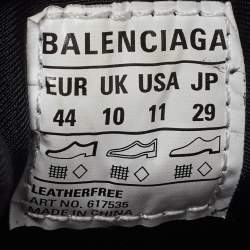 BALENCIAGA
EUR UK USA JP
44 10 11 29
LEATHERFREE
ART NO. 617535
MADE IN CHINA